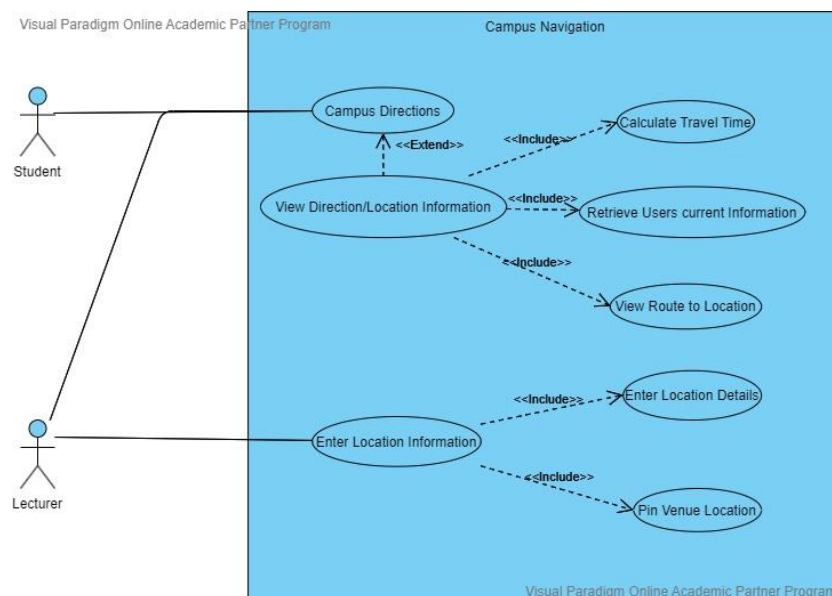 Visual Paradigm Online Academic Partner Program
Campus Navigation
Student
Campus Directions
<<Extend>>
<<Include>>
Calculate Travel Time
View Direction/Location Information
<<Include>>
Retrieve Users current Information
<<Include>>
View Route to Location
Lecturer
Enter Location Information
<<Include>>
Enter Location Details
<<Include>>
Pin Venue Location
Visual Paradigm Online Academic Partner Program